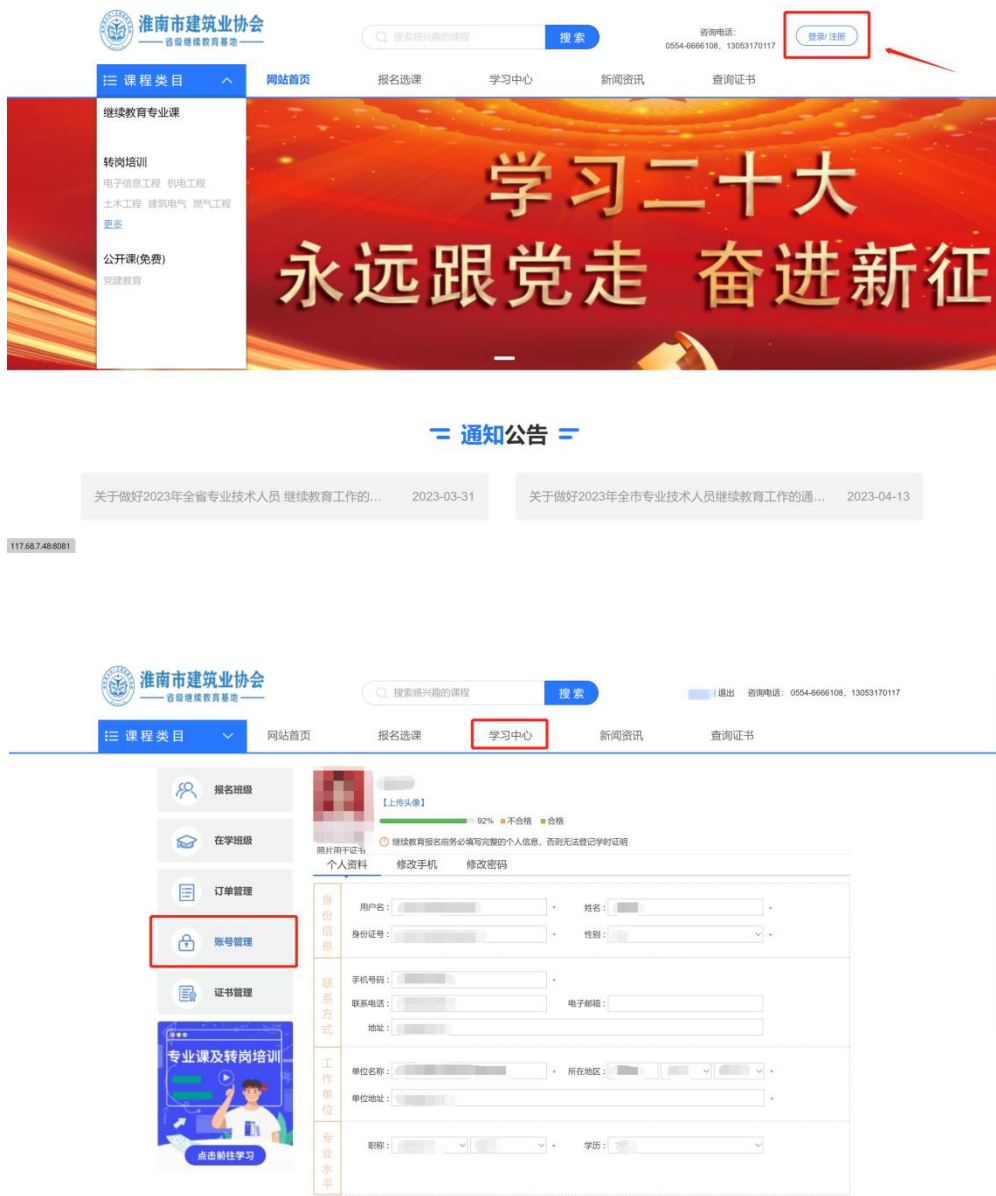 淮南市建筑业协会
省级继续教育基地
搜索感兴趣的课程
搜索
咨询电话：
0554-6666108，13053170117
登录/注册
课程类目
网站首页
报名选课
学习中心
新闻资讯
查询证书
继续教育专业课
转岗培训
电子信息工程 机电工程
土木工程 建筑电气 燃气工程
更多
公开课(免费)
党建教育
学习二十大
永远跟党走 奋进新征
通知公告
关于做好2023年全省专业技术人员 继续教育工作的... 2023-03-31
关于做好2023年全市专业技术人员继续教育工作的通... 2023-04-13
117.68.7.48:8081
淮南市建筑业协会
省级继续教育基地
搜索感兴趣的课程
搜索
退出 咨询电话： 0554-6666108，13053170117
课程类目
网站首页
报名选课
学习中心
新闻资讯
查询证书
报名班级
在学班级
订单管理
账号管理
证书管理
专业课及转岗培训
点击前往学习
【上传头像】
92% 不合格 合格
继续教育报名前务必填写完整的个人信息，否则无法登记学时证明
照片用于证书
个人资料 修改手机 修改密码
身份信息
用户名： * 姓名： *
身份证号： * 性别： *
联系方式
手机号码： *
联系电话： 电子邮箱：
地址：
工作单位
单位名称： * 所在地区： *
单位地址： *
专业水平
职称： * 学历：